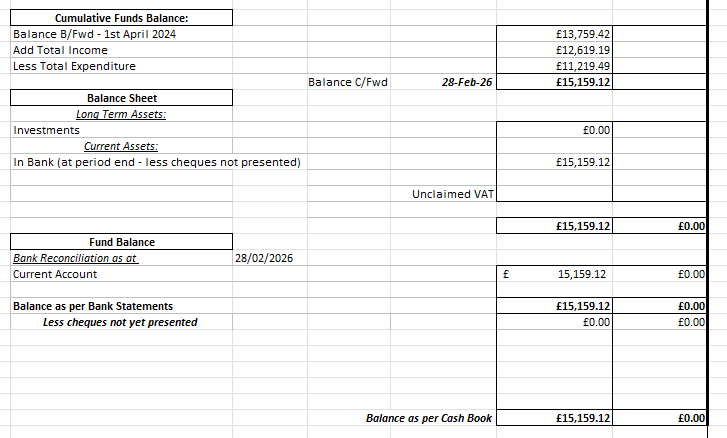 Cumulative Funds Balance:
Balance B/Fwd - 1st April 2024 £13,759.42
Add Total Income £12,619.19
Less Total Expenditure £11,219.49
Balance C/Fwd 28-Feb-26 £15,159.12
Balance Sheet
Long Term Assets:
Investments £0.00
Current Assets:
In Bank (at period end - less cheques not presented) £15,159.12
Unclaimed VAT
£15,159.12 £0.00
Fund Balance
Bank Reconciliation as at 28/02/2026
Current Account £ 15,159.12 £0.00
Balance as per Bank Statements £15,159.12 £0.00
Less cheques not yet presented £0.00 £0.00
Balance as per Cash Book £15,159.12 £0.00